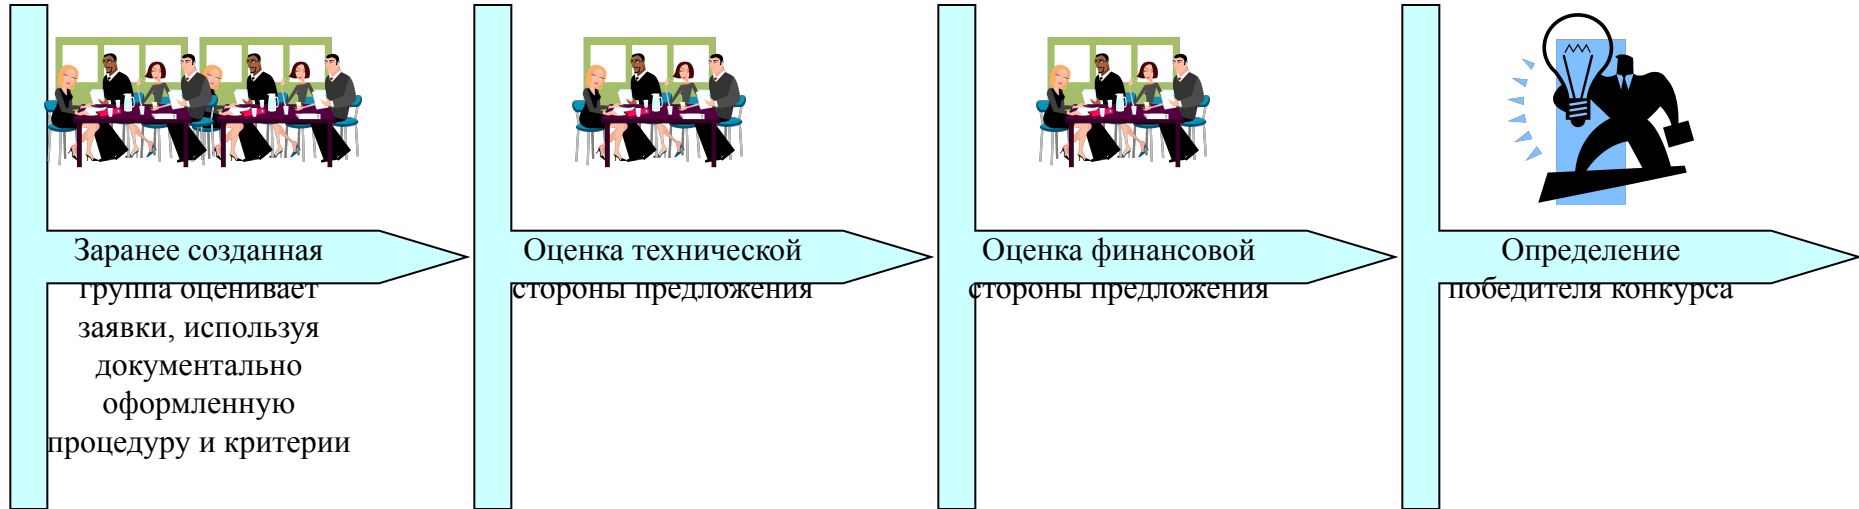 Заранее созданная
группа оценивает
заявки, используя
документально
оформленную
процедуру и критерии
Оценка технической
стороны предложения
Оценка финансовой
стороны предложения
Определение
победителя конкурса